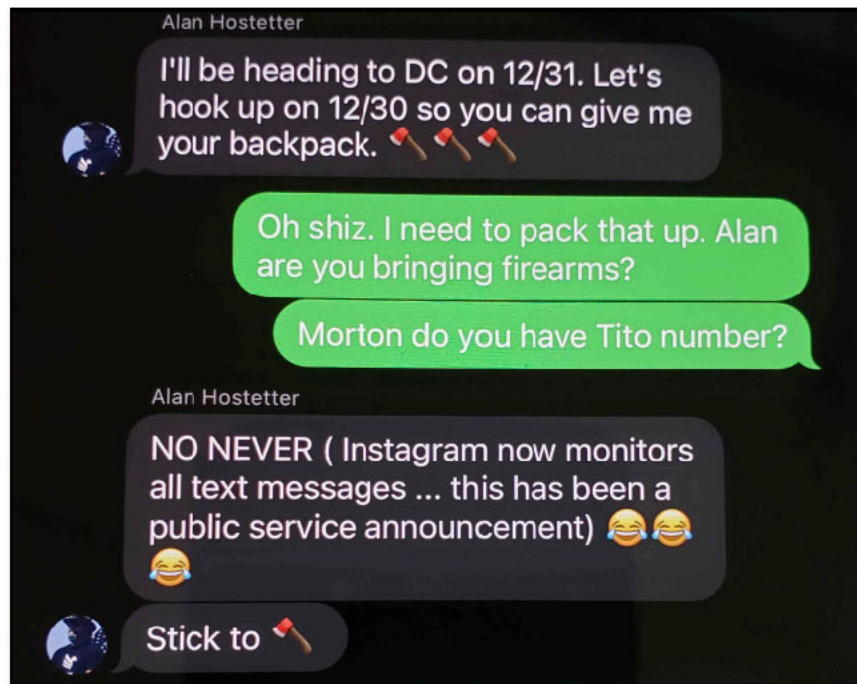 Alan Hostetter
I'll be heading to DC on 12/31. Let's
hook up on 12/30 so you can give me
your backpack. 🪓🪓🪓
Oh shiz. I need to pack that up. Alan
are you bringing firearms?
Morton do you have Tito number?
Alan Hostetter
NO NEVER ( Instagram now monitors
all text messages ... this has been a
public service announcement) 😂😂
😂
Stick to 🪓